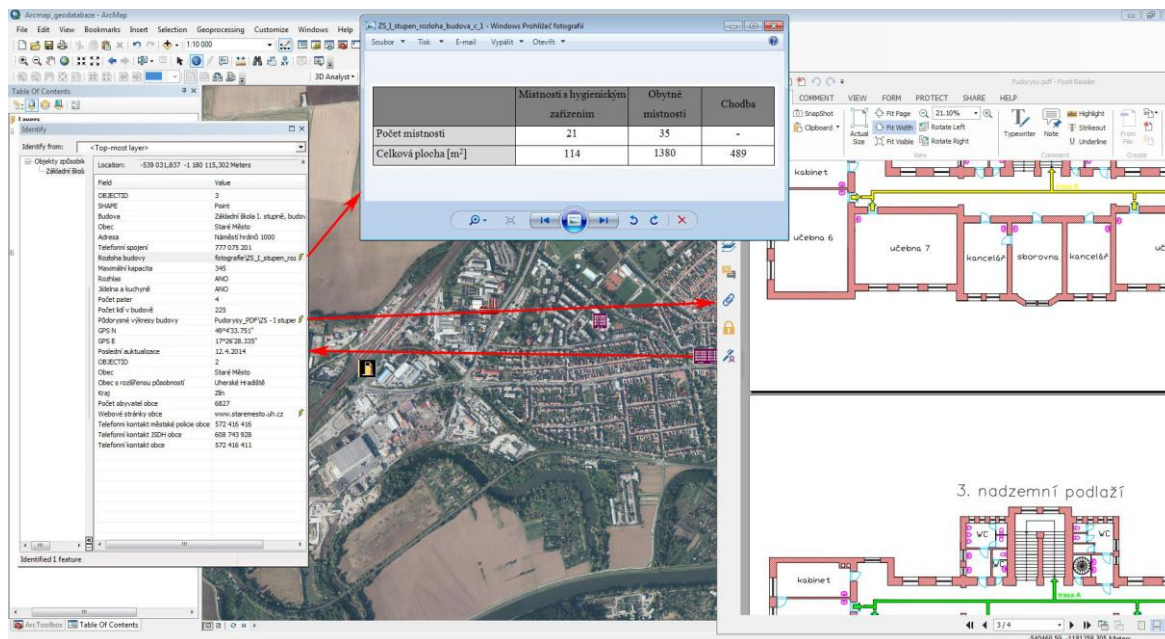 Arcmap_geodatabaze - ArcMap
File Edit View Bookmarks Insert Selection Geoprocessing Customize Windows Help
1:10 000
3D Analyst
Table Of Contents
Layers
Identify
Identify from: <Top-most layer>
Objekty způsobil
Základní škol
Location: -539 031,837 -1 180 115,302 Meters
Field Value
OBJECTID 3
SHAPE Point
Budova Základní škola I. stupně, budov
Obec Staré Město
Adresa Náměstí hrdinů 1000
Telefonní spojení 777 075 201
Rozloha budovy fotografie\ZS_I_stupen_roz
Maximální kapacita 345
Rozhlas ANO
Jídelna a kuchyně ANO
Počet pater 4
Počet lidí v budově 225
Půdorysné výkresy budovy Pudorysy_PDF\ZS - I stupe
GPS N 49°4'33.751"
GPS E 17°26'28.335"
Poslední auktualizace 12.4.2014
OBJECTID 2
Obec Staré Město
Obec s rozšířenou působností Uherské Hradiště
Kraj Zlín
Počet obyvatel obce 6827
Webové stránky obce www.staremesto.uh.cz
Telefonní kontakt městské policie obce 572 416 416
Telefonní kontakt JSDH obce 608 743 928
Telefonní kontakt obce 572 416 411
Identified 1 feature
ArcToolbox Table Of Contents
ZS_I_stupen_rozloha_budova_c_1 - Windows Prohlížeč fotografií
Soubor Tisk E-mail Vypálit Otevřít
Místnosti s hygienickým zařízením Obytné místnosti Chodba
Počet místností 21 35 -
Celková plocha [m²] 114 1380 489
Pudorysy.pdf - Foxit Reader
COMMENT VIEW FORM PROTECT SHARE HELP
SnapShot
Clipboard
Actual Size
Fit Page
Fit Width
Fit Visible
21.10%
Rotate Left
Rotate Right
View
Typewriter
Note
Highlight
Strikeout
Underline
Comment
From File
Create
kabinet
učebna 6
učebna 7
kancelář
sborovna
kancelář
uč
3. nadzemní podlaží
WC
WC
WC
kabinet
trasa A
3 / 4